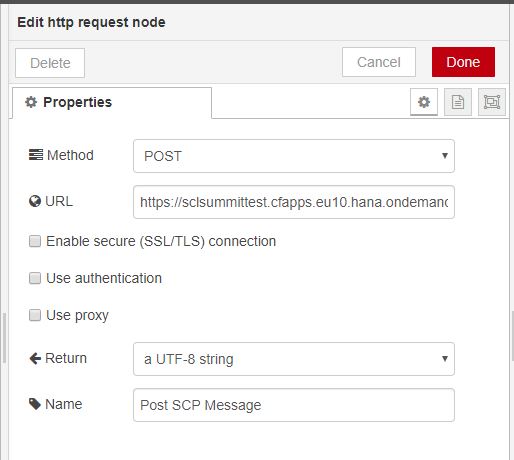 Edit http request node
Delete
Cancel
Done
Properties
Method
POST
URL
https://sclsummittest.cfapps.eu10.hana.ondemand
Enable secure (SSL/TLS) connection
Use authentication
Use proxy
Return
a UTF-8 string
Name
Post SCP Message